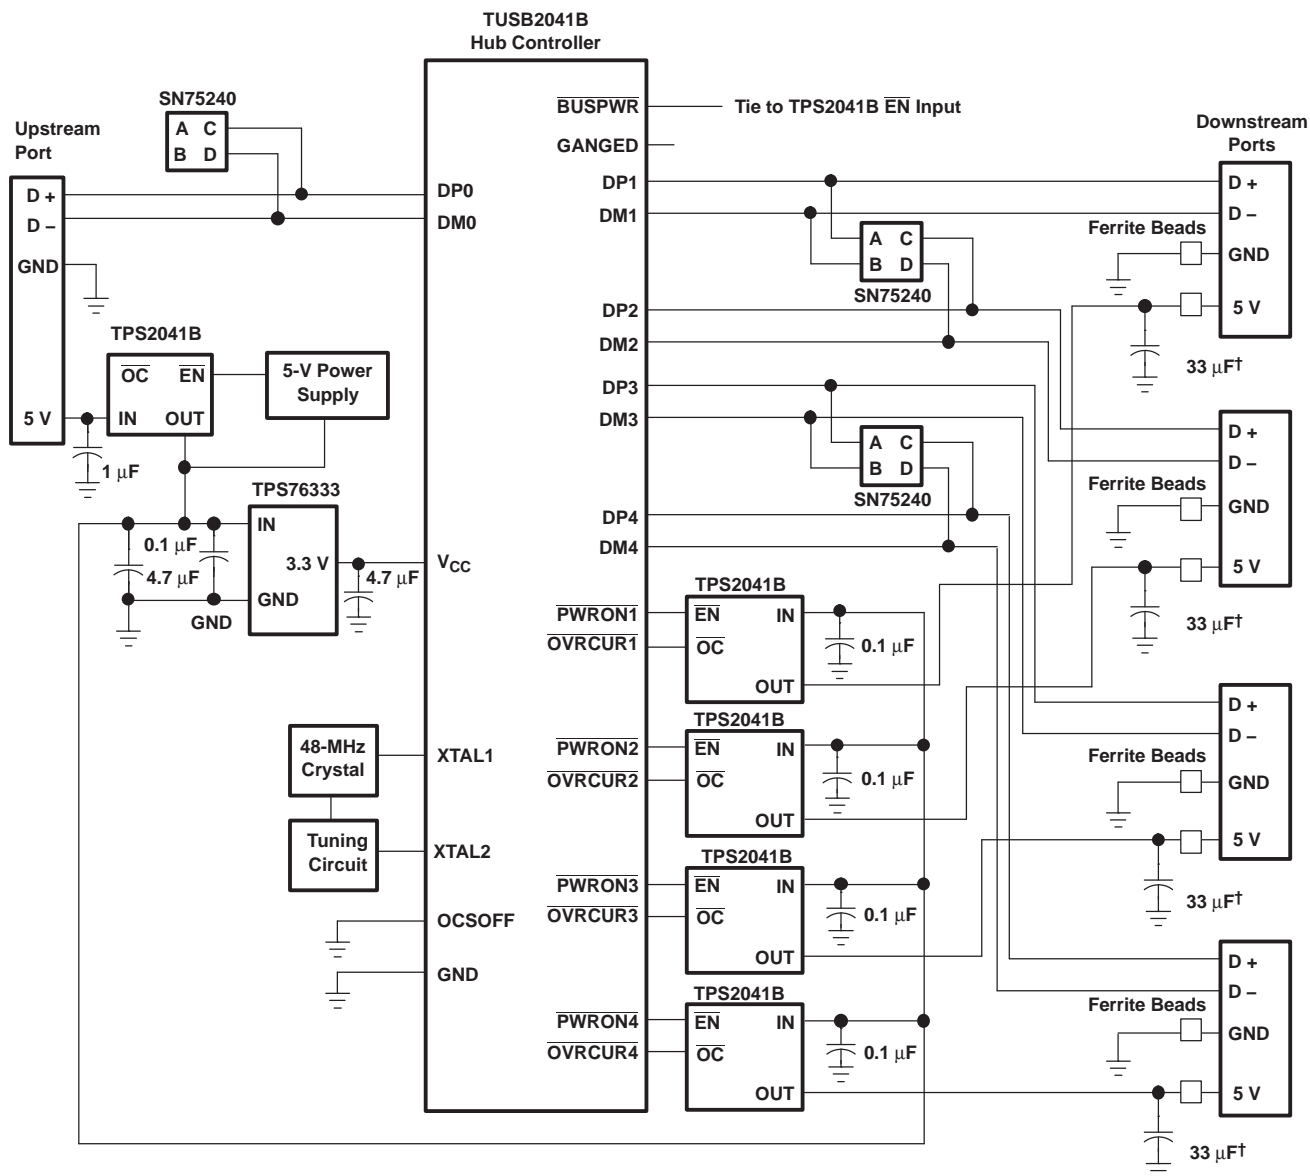 TUSB2041B
Hub Controller
SN75240
A C
B D
Upstream
Port
D +
D –
GND
5 V
DP0
DM0
TPS2041B
OC EN
IN OUT
5-V Power
Supply
1 μF
TPS76333
IN
3.3 V
GND
0.1 μF
4.7 μF
GND
4.7 μF
VCC
48-MHz
Crystal
XTAL1
Tuning
Circuit
XTAL2
OCSOFF
GND
BUSPWR
Tie to TPS2041B EN Input
GANGED
DP1
DM1
A C
B D
SN75240
DP2
DM2
DP3
DM3
A C
B D
SN75240
DP4
DM4
TPS2041B
PWRON1
EN IN
OVRCUR1
OC
0.1 μF
OUT
TPS2041B
PWRON2
EN IN
OVRCUR2
OC
0.1 μF
OUT
TPS2041B
PWRON3
EN IN
OVRCUR3
OC
0.1 μF
OUT
TPS2041B
PWRON4
EN IN
OVRCUR4
OC
0.1 μF
OUT
Downstream
Ports
D +
D –
Ferrite Beads
GND
5 V
33 μF†
D +
D –
Ferrite Beads
GND
5 V
33 μF†
D +
D –
Ferrite Beads
GND
5 V
33 μF†
D +
D –
Ferrite Beads
GND
5 V
33 μF†